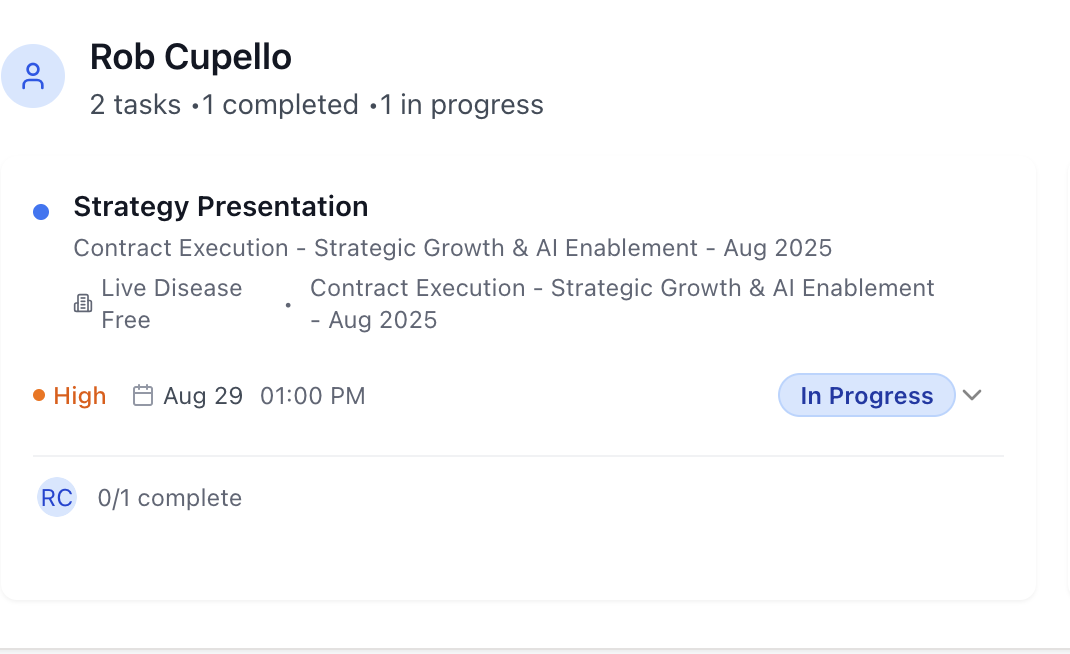 Rob Cupello
2 tasks •1 completed •1 in progress
Strategy Presentation
Contract Execution - Strategic Growth & AI Enablement - Aug 2025
Live Disease
Free
•
Contract Execution - Strategic Growth & AI Enablement
- Aug 2025
High Aug 29 01:00 PM In Progress
RC 0/1 complete